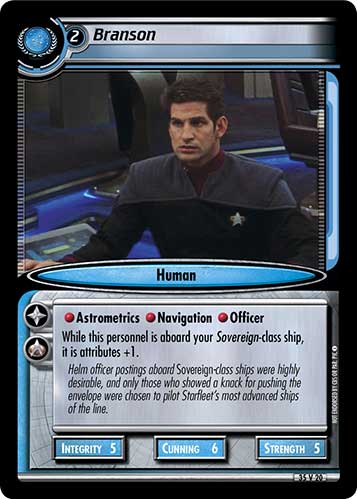 2 Branson
Human
Astrometrics Navigation Officer
While this personnel is aboard your Sovereign-class ship,
it is attributes +1.
Helm officer postings aboard Sovereign-class ships were highly
desirable, and only those who showed a knack for pushing the
envelope were chosen to pilot Starfleet's most advanced ships
of the line.
INTEGRITY 5 CUNNING 6 STRENGTH 5
35 V 20